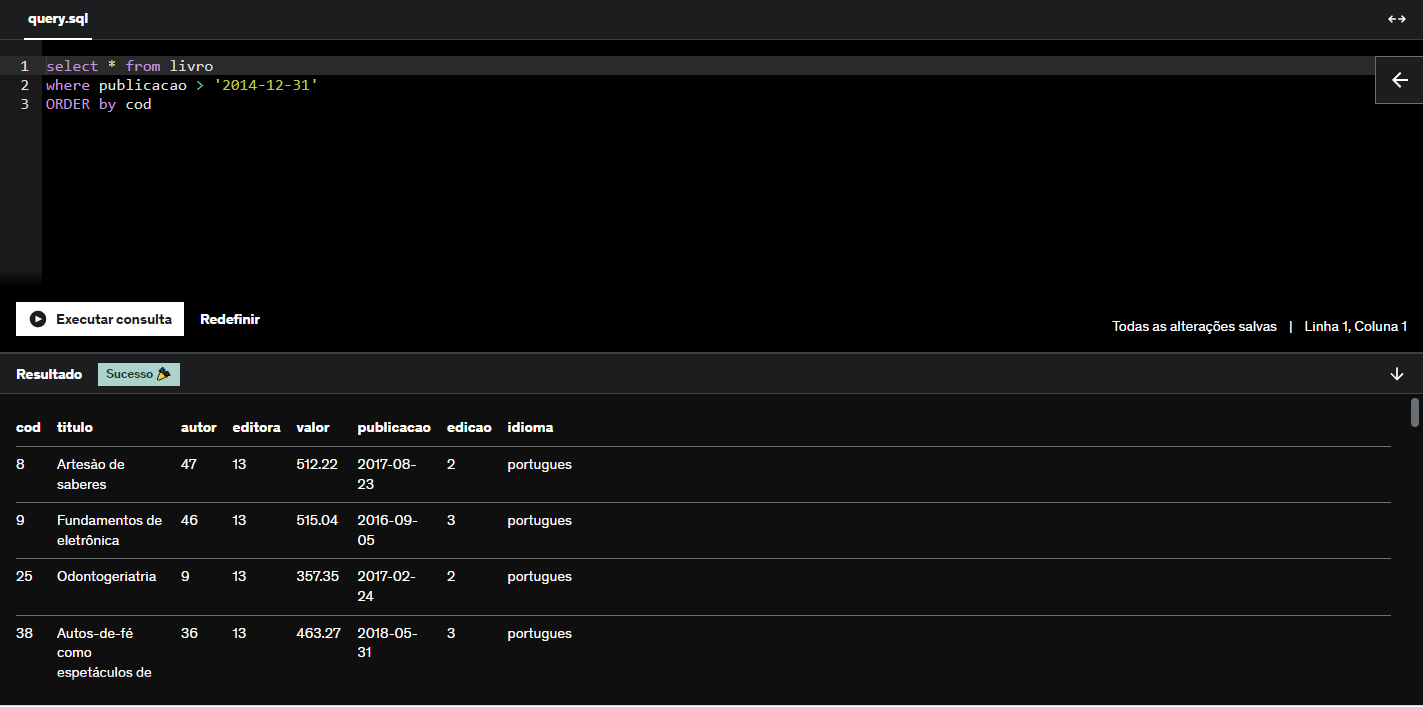 query.sql
1 select * from livro
2 where publicacao > '2014-12-31'
3 ORDER by cod
Executar consulta Redefinir
Todas as alterações salvas | Linha 1, Coluna 1
Resultado Sucesso
cod titulo autor editora valor publicacao edicao idioma
8 Artesào de 47 13 512.22 2017-08- 2 portugues
saberes 23
9 Fundamentos de 46 13 515.04 2016-09- 3 portugues
eletrônica 05
25 Odontogeriatria 9 13 357.35 2017-02- 2 portugues
24
38 Autos-de-fé 36 13 463.27 2018-05- 3 portugues
como 31
espetáculos de